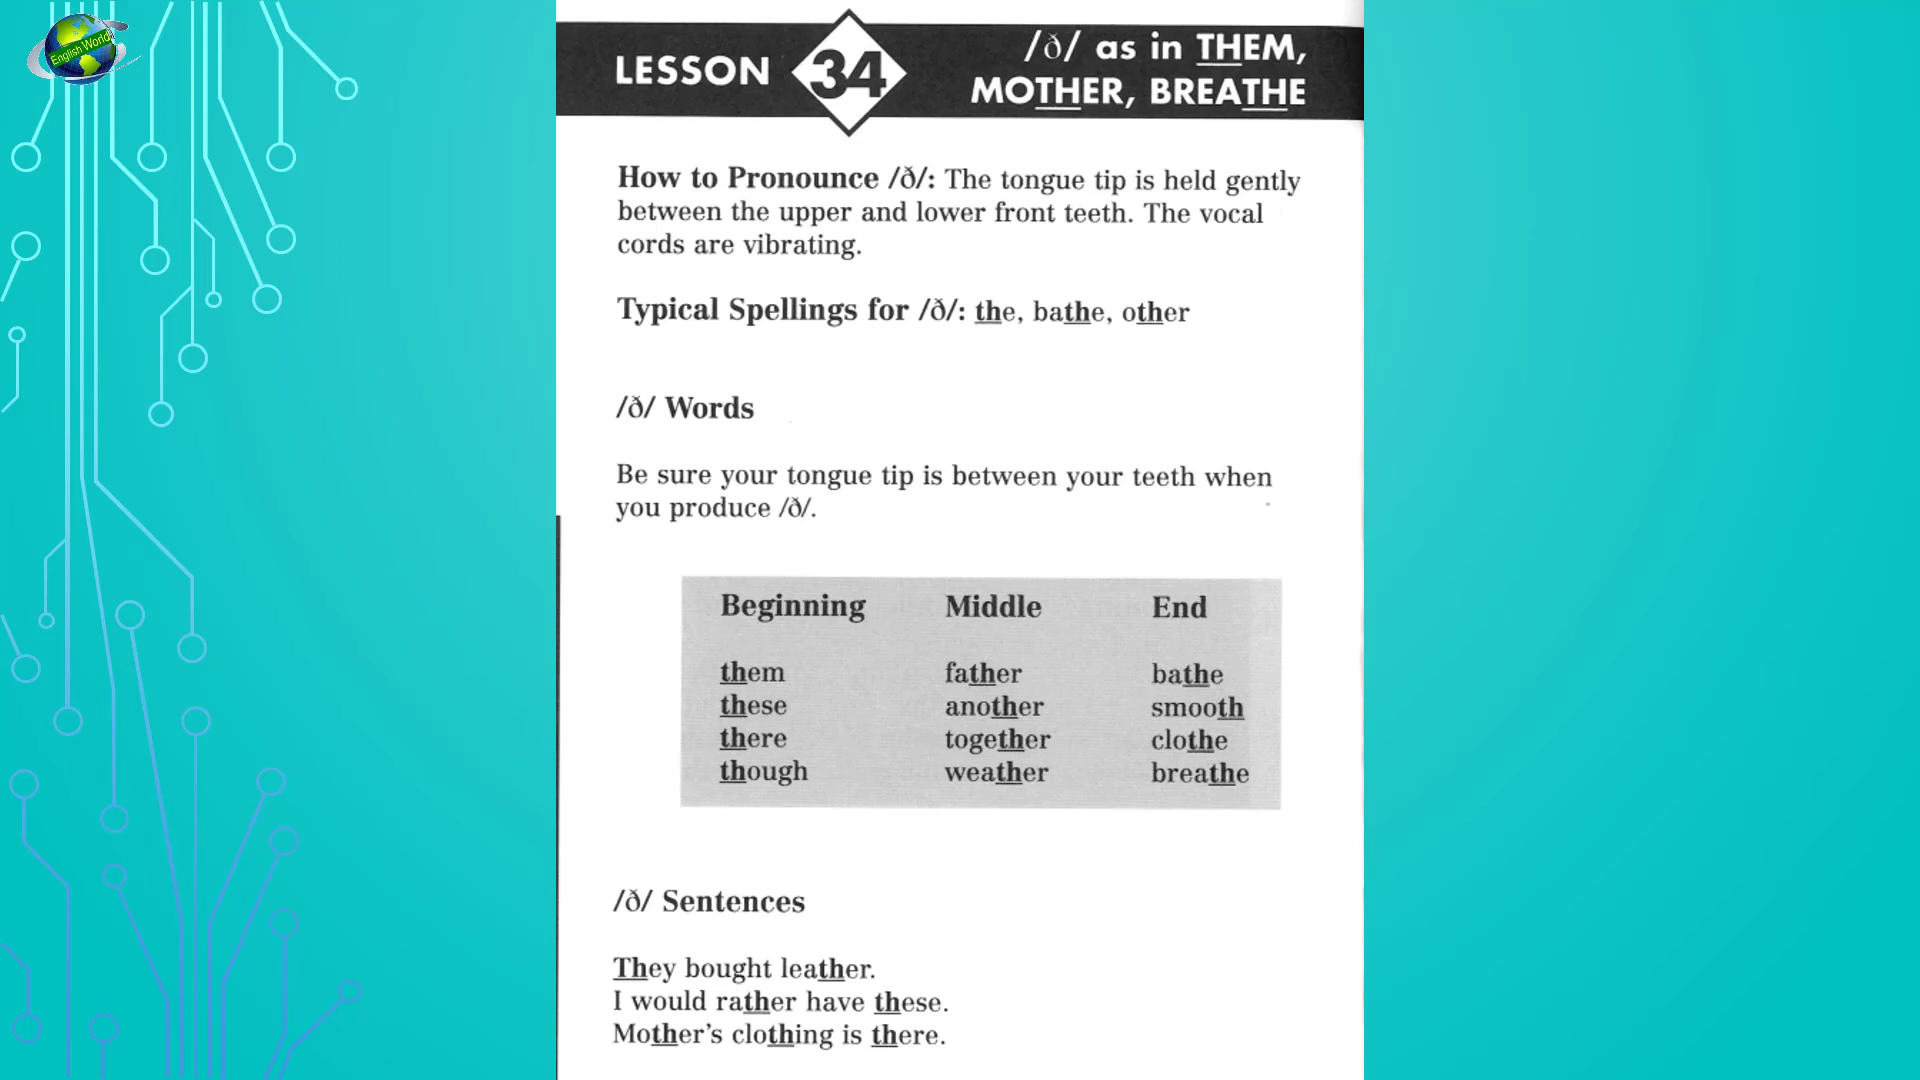 English World
LESSON 34
/ð/ as in THEM,
MOTHER, BREATHE
How to Pronounce /ð/: The tongue tip is held gently
between the upper and lower front teeth. The vocal
cords are vibrating.
Typical Spellings for /ð/: the, bathe, other
/ð/ Words
Be sure your tongue tip is between your teeth when
you produce /ð/.
Beginning Middle End
them father bathe
these another smooth
there together clothe
though weather breathe
/ð/ Sentences
They bought leather.
I would rather have these.
Mother's clothing is there.